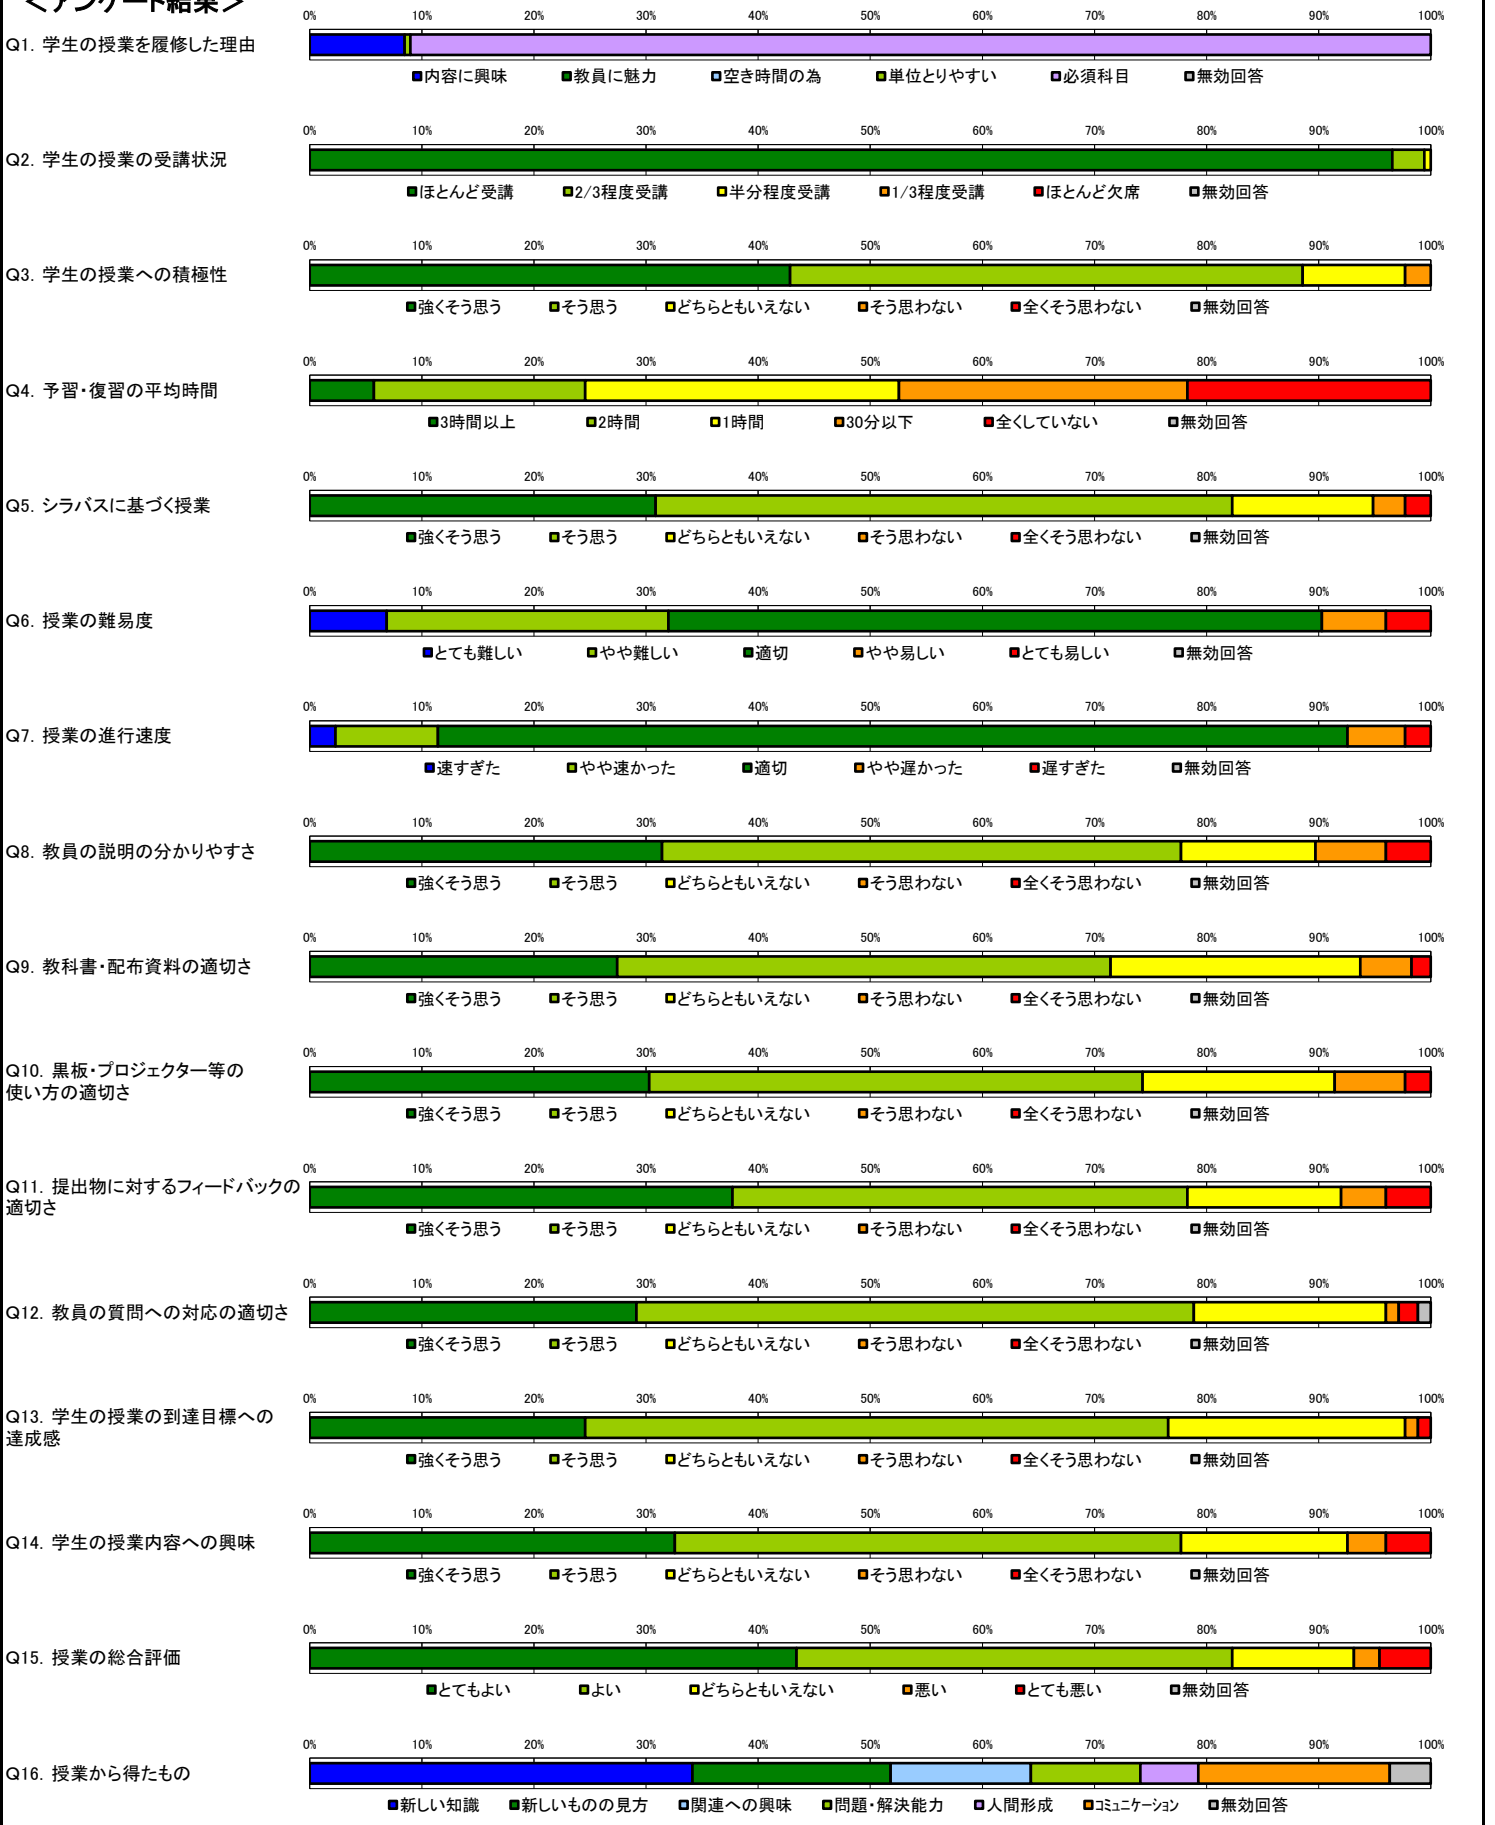 ＜アンケート結果＞
0% 10% 20% 30% 40% 50% 60% 70% 80% 90% 100%
Q1. 学生の授業を履修した理由
内容に興味 教員に魅力 空き時間の為 単位とりやすい 必須科目 無効回答
0% 10% 20% 30% 40% 50% 60% 70% 80% 90% 100%
Q2. 学生の授業の受講状況
ほとんど受講 2/3程度受講 半分程度受講 1/3程度受講 ほとんど欠席 無効回答
0% 10% 20% 30% 40% 50% 60% 70% 80% 90% 100%
Q3. 学生の授業への積極性
強くそう思う そう思う どちらともいえない そう思わない 全くそう思わない 無効回答
0% 10% 20% 30% 40% 50% 60% 70% 80% 90% 100%
Q4. 予習・復習の平均時間
3時間以上 2時間 1時間 30分以下 全くしていない 無効回答
0% 10% 20% 30% 40% 50% 60% 70% 80% 90% 100%
Q5. シラバスに基づく授業
強くそう思う そう思う どちらともいえない そう思わない 全くそう思わない 無効回答
0% 10% 20% 30% 40% 50% 60% 70% 80% 90% 100%
Q6. 授業の難易度
とても難しい やや難しい 適切 やや易しい とても易しい 無効回答
0% 10% 20% 30% 40% 50% 60% 70% 80% 90% 100%
Q7. 授業の進行速度
速すぎた やや速かった 適切 やや遅かった 遅すぎた 無効回答
0% 10% 20% 30% 40% 50% 60% 70% 80% 90% 100%
Q8. 教員の説明の分かりやすさ
強くそう思う そう思う どちらともいえない そう思わない 全くそう思わない 無効回答
0% 10% 20% 30% 40% 50% 60% 70% 80% 90% 100%
Q9. 教科書・配布資料の適切さ
強くそう思う そう思う どちらともいえない そう思わない 全くそう思わない 無効回答
0% 10% 20% 30% 40% 50% 60% 70% 80% 90% 100%
Q10. 黒板・プロジェクター等の
使い方の適切さ
強くそう思う そう思う どちらともいえない そう思わない 全くそう思わない 無効回答
0% 10% 20% 30% 40% 50% 60% 70% 80% 90% 100%
Q11. 提出物に対するフィードバックの
適切さ
強くそう思う そう思う どちらともいえない そう思わない 全くそう思わない 無効回答
0% 10% 20% 30% 40% 50% 60% 70% 80% 90% 100%
Q12. 教員の質問への対応の適切さ
強くそう思う そう思う どちらともいえない そう思わない 全くそう思わない 無効回答
0% 10% 20% 30% 40% 50% 60% 70% 80% 90% 100%
Q13. 学生の授業の到達目標への
達成感
強くそう思う そう思う どちらともいえない そう思わない 全くそう思わない 無効回答
0% 10% 20% 30% 40% 50% 60% 70% 80% 90% 100%
Q14. 学生の授業内容への興味
強くそう思う そう思う どちらともいえない そう思わない 全くそう思わない 無効回答
0% 10% 20% 30% 40% 50% 60% 70% 80% 90% 100%
Q15. 授業の総合評価
とてもよい よい どちらともいえない 悪い とても悪い 無効回答
0% 10% 20% 30% 40% 50% 60% 70% 80% 90% 100%
Q16. 授業から得たもの
新しい知識 新しいものの見方 関連への興味 問題・解決能力 人間形成 ｺﾐｭﾆｹｰｼｮﾝ 無効回答